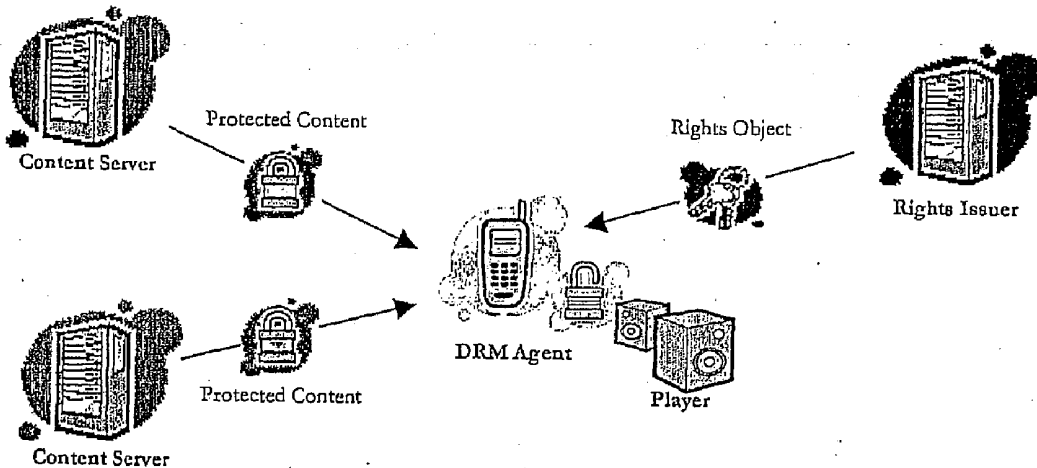 Protected Content
Rights Object
Content Server
Rights Issuer
DRM Agent
Protected Content
Player
Content Server